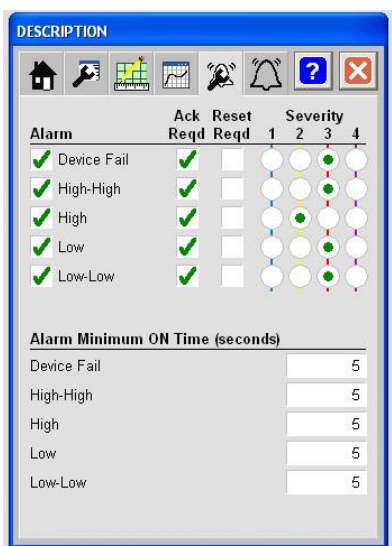 DESCRIPTION
?
Ack Reset Severity
Alarm Reqd Reqd 1 2 3 4
Device Fail
High-High
High
Low
Low-Low
Alarm Minimum ON Time (seconds)
Device Fail 5
High-High 5
High 5
Low 5
Low-Low 5